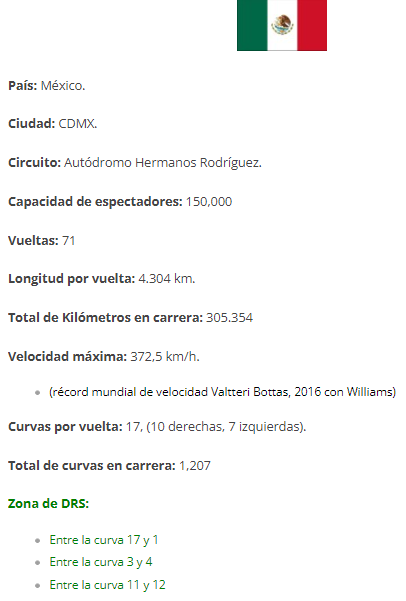 País: México.
Ciudad: CDMX.
Circuito: Autódromo Hermanos Rodríguez.
Capacidad de espectadores: 150,000
Vueltas: 71
Longitud por vuelta: 4.304 km.
Total de Kilómetros en carrera: 305.354
Velocidad máxima: 372,5 km/h.
(récord mundial de velocidad Valtteri Bottas, 2016 con Williams)
Curvas por vuelta: 17, (10 derechas, 7 izquierdas).
Total de curvas en carrera: 1,207
Zona de DRS:
Entre la curva 17 y 1
Entre la curva 3 y 4
Entre la curva 11 y 12